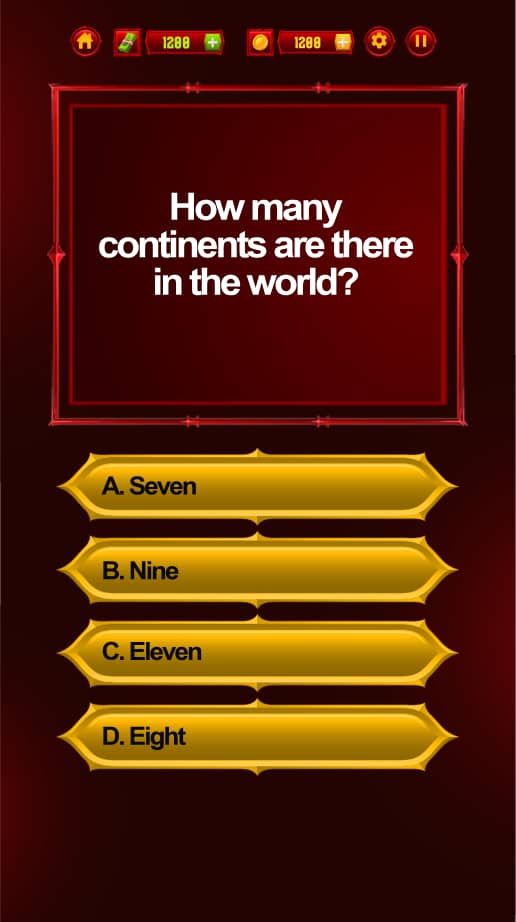 1200 1200
How many
continents are there
in the world?
A. Seven
B. Nine
C. Eleven
D. Eight